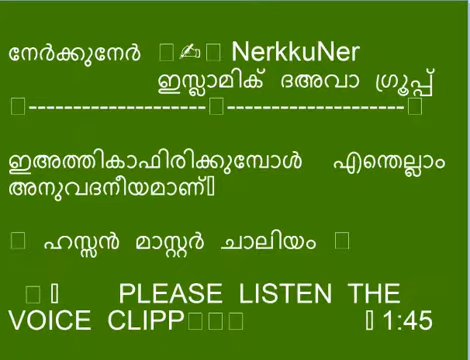 നേർക്കുനേർ ✍ NerkkuNer
ഇസ്ലാമിക് ദഅവാ ഗ്രൂപ്പ്
--------------------- ---------------------
ഇഅത്തികാഫിരിക്കുമ്പോൾ എന്തെല്ലാം
അനുവദനീയമാണ്
ഹസ്സൻ മാസ്റ്റർ ചാലിയം
PLEASE LISTEN THE
VOICE CLIPP 1:45